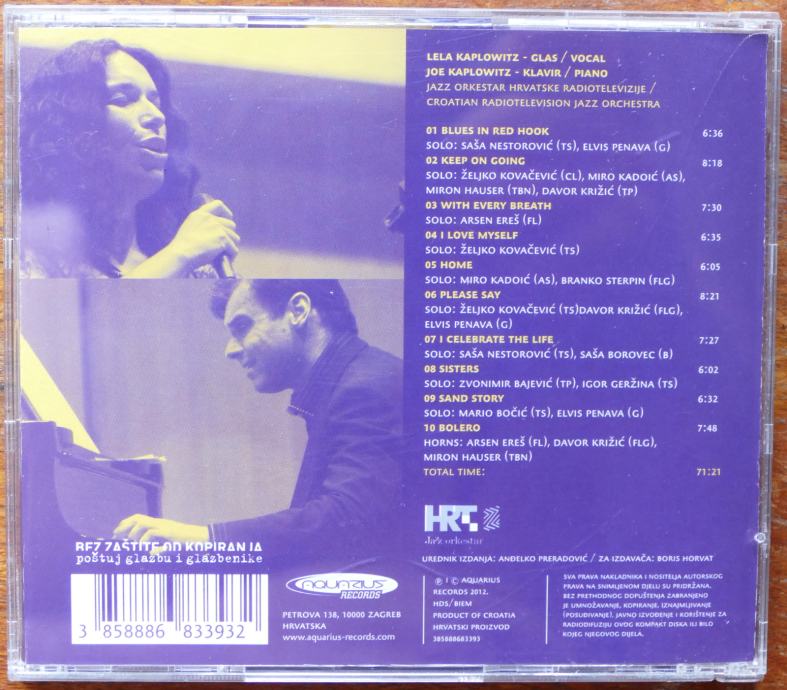 LELA KAPLOWITZ - GLAS / VOCAL
JOE KAPLOWITZ - KLAVIR / PIANO
JAZZ ORKESTAR HRVATSKE RADIOTELEVIZIJE /
CROATIAN RADIOTELEVISION JAZZ ORCHESTRA
01 BLUES IN RED HOOK 6:36
SOLO: SAŠA NESTOROVIĆ (TS), ELVIS PENAVA (G)
02 KEEP ON GOING 8:18
SOLO: ŽELJKO KOVAČEVIĆ (CL), MIRO KADOIĆ (AS),
MIRON HAUSER (TBN), DAVOR KRIŽIĆ (TP)
03 WITH EVERY BREATH 7:30
SOLO: ARSEN EREŠ (FL)
04 I LOVE MYSELF 6:35
SOLO: ŽELJKO KOVAČEVIĆ (TS)
05 HOME 6:05
SOLO: MIRO KADOIĆ (AS), BRANKO STERPIN (FLG)
06 PLEASE SAY 8:21
SOLO: ŽELJKO KOVAČEVIĆ (TS)DAVOR KRIŽIĆ (FLG),
ELVIS PENAVA (G)
07 I CELEBRATE THE LIFE 7:27
SOLO: SAŠA NESTOROVIĆ (TS), SAŠA BOROVEC (B)
08 SISTERS 6:02
SOLO: ZVONIMIR BAJEVIĆ (TP), IGOR GERŽINA (TS)
09 SAND STORY 6:32
SOLO: MARIO BOČIĆ (TS), ELVIS PENAVA (G)
10 BOLERO 7:48
HORNS: ARSEN EREŠ (FL), DAVOR KRIŽIĆ (FLG),
MIRON HAUSER (TBN)
TOTAL TIME: 71:21
HRT
Jazz orkestar
UREDNIK IZDANJA: ANĐELKO PRERADOVIĆ / ZA IZDAVAČA: BORIS HORVAT
BEZ ZAŠTITE OD KOPIRANJA
poštuj glazbu i glazbenike
3 858886 833932
AQUARIUS
RECORDS
PETROVA 138, 10000 ZAGREB
HRVATSKA
www.aquarius-records.com
℗ I © AQUARIUS
RECORDS 2012.
HDS/BIEM
PRODUCT OF CROATIA
HRVATSKI PROIZVOD
385888683393
SVA PRAVA NAKLADNIKA I NOSITELJA AUTORSKOG
PRAVA NA SNIMLJENOM DJELU SU PRIDRŽANA.
BEZ PRETHODNOG DOPUŠTENJA ZABRANJENO
JE UMNOŽAVANJE, KOPIRANJE, IZNAJMLJIVANJE
(POSUĐIVANJE), JAVNO IZVOĐENJE I KORIŠTENJE ZA
RADIODIFUZIJU OVOG KOMPAKT DISKA ILI BILO
KOJEG NJEGOVOG DIJELA.